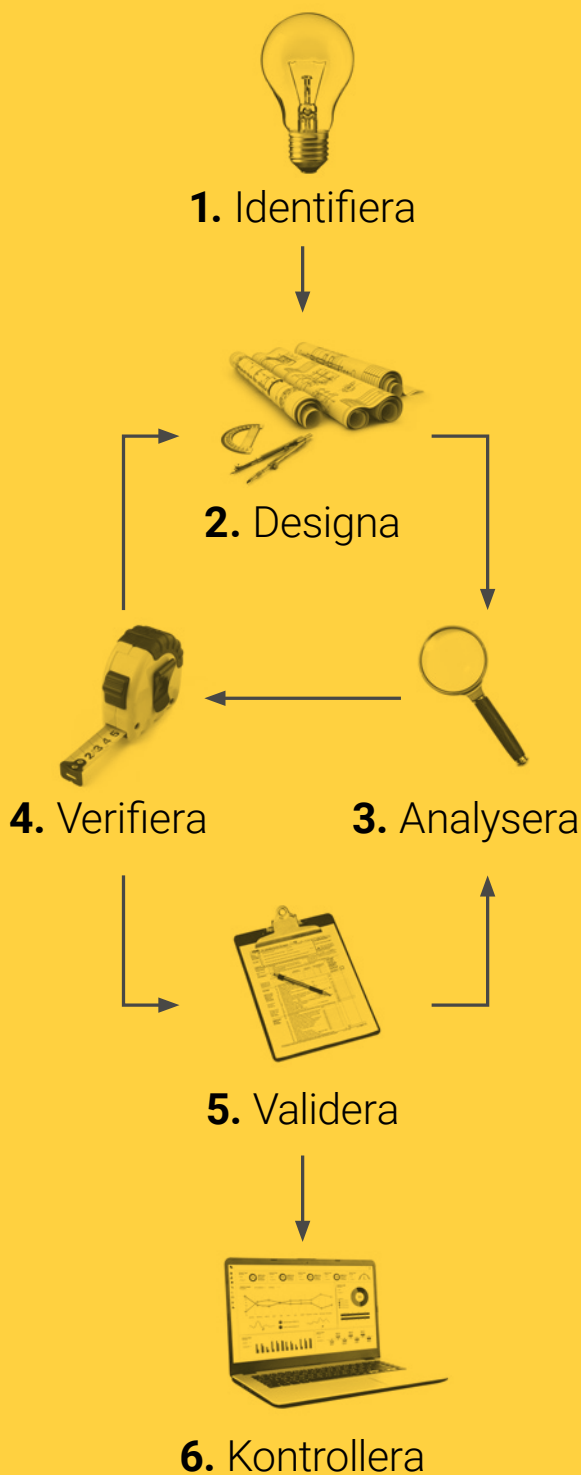 1. Identifiera
2. Designa
4. Verifiera
3. Analysera
5. Validera
6. Kontrollera